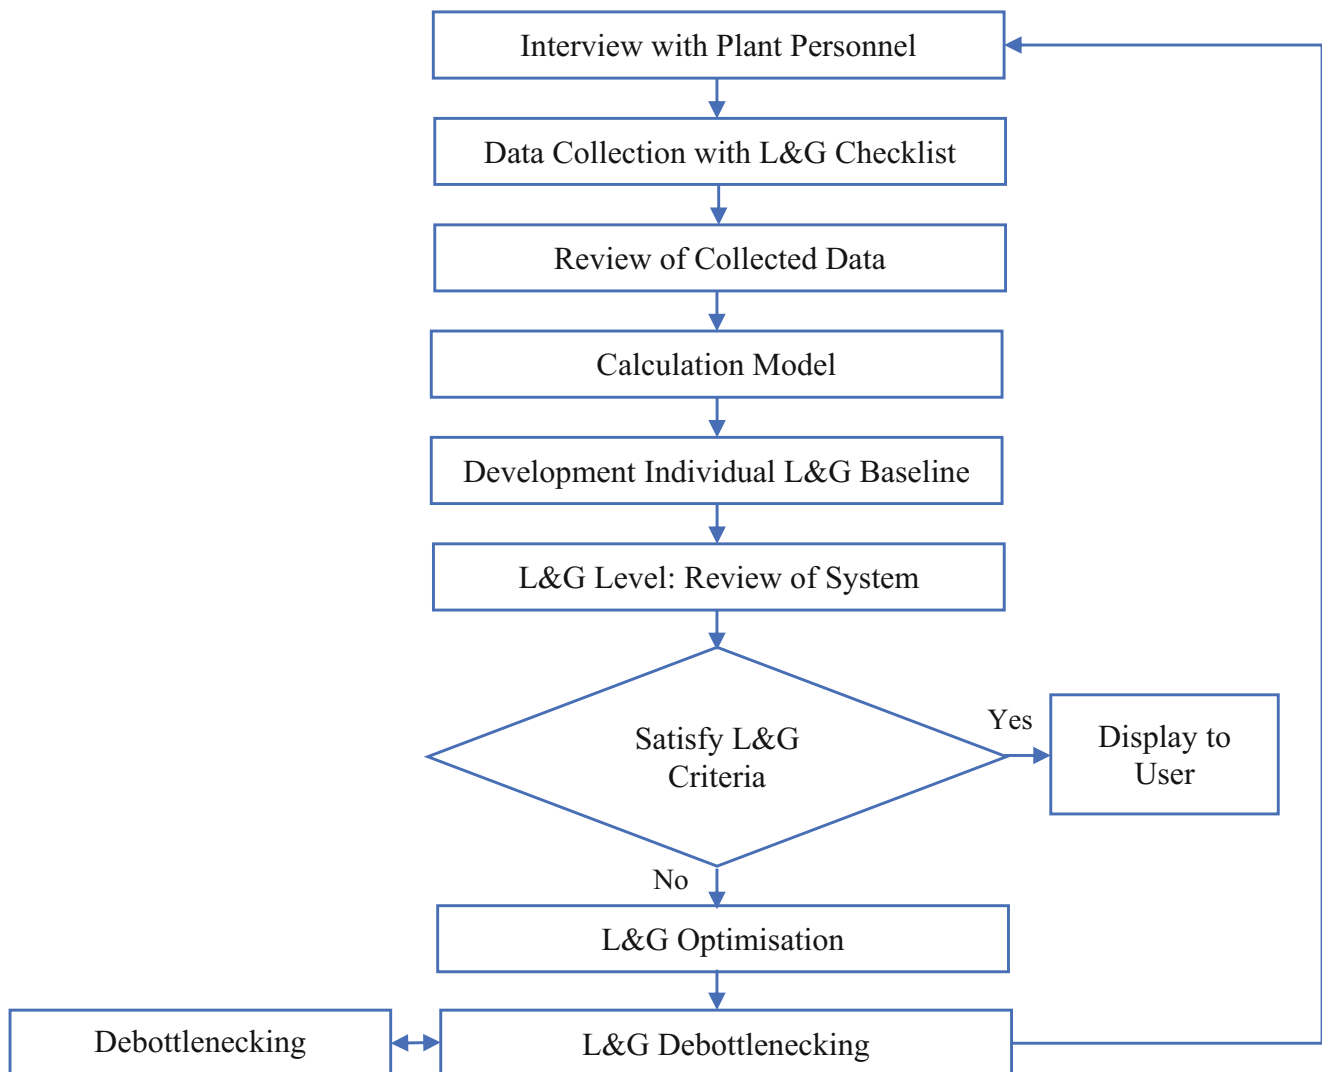 Interview with Plant Personnel
Data Collection with L&G Checklist
Review of Collected Data
Calculation Model
Development Individual L&G Baseline
L&G Level: Review of System
Satisfy L&G
Criteria
Yes
Display to
User
No
L&G Optimisation
Debottlenecking
L&G Debottlenecking